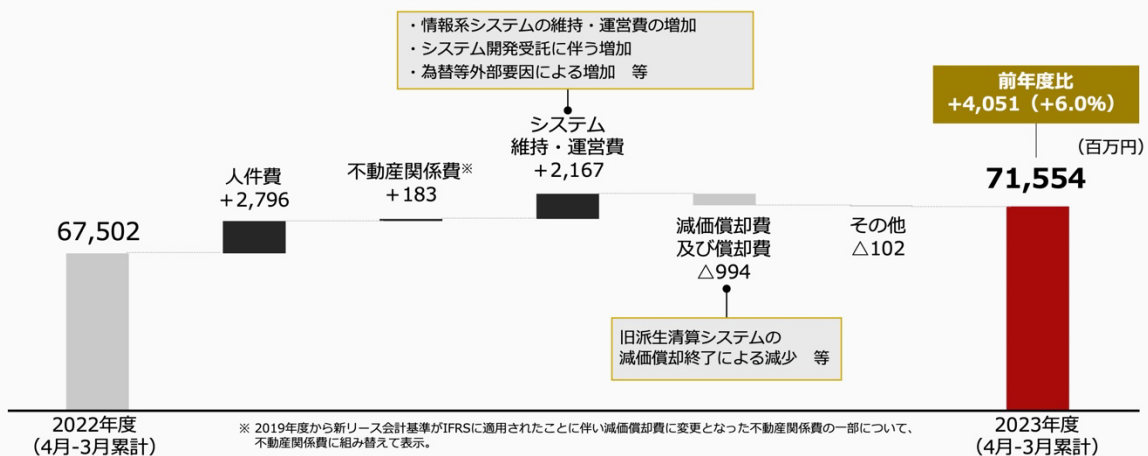 ・情報系システムの維持・運営費の増加
・システム開発受託に伴う増加
・為替等外部要因による増加　等
前年度比
+4,051（+6.0%）
（百万円）
67,502
人件費
+2,796
不動産関係費※
+183
システム
維持・運営費
+2,167
減価償却費
及び償却費
△994
その他
△102
71,554
旧派生清算システムの
減価償却終了による減少　等
2022年度
（4月-3月累計）
※ 2019年度から新リース会計基準がIFRSに適用されたことに伴い減価償却費に変更となった不動産関係費の一部について、
不動産関係費に組み替えて表示。
2023年度
（4月-3月累計）